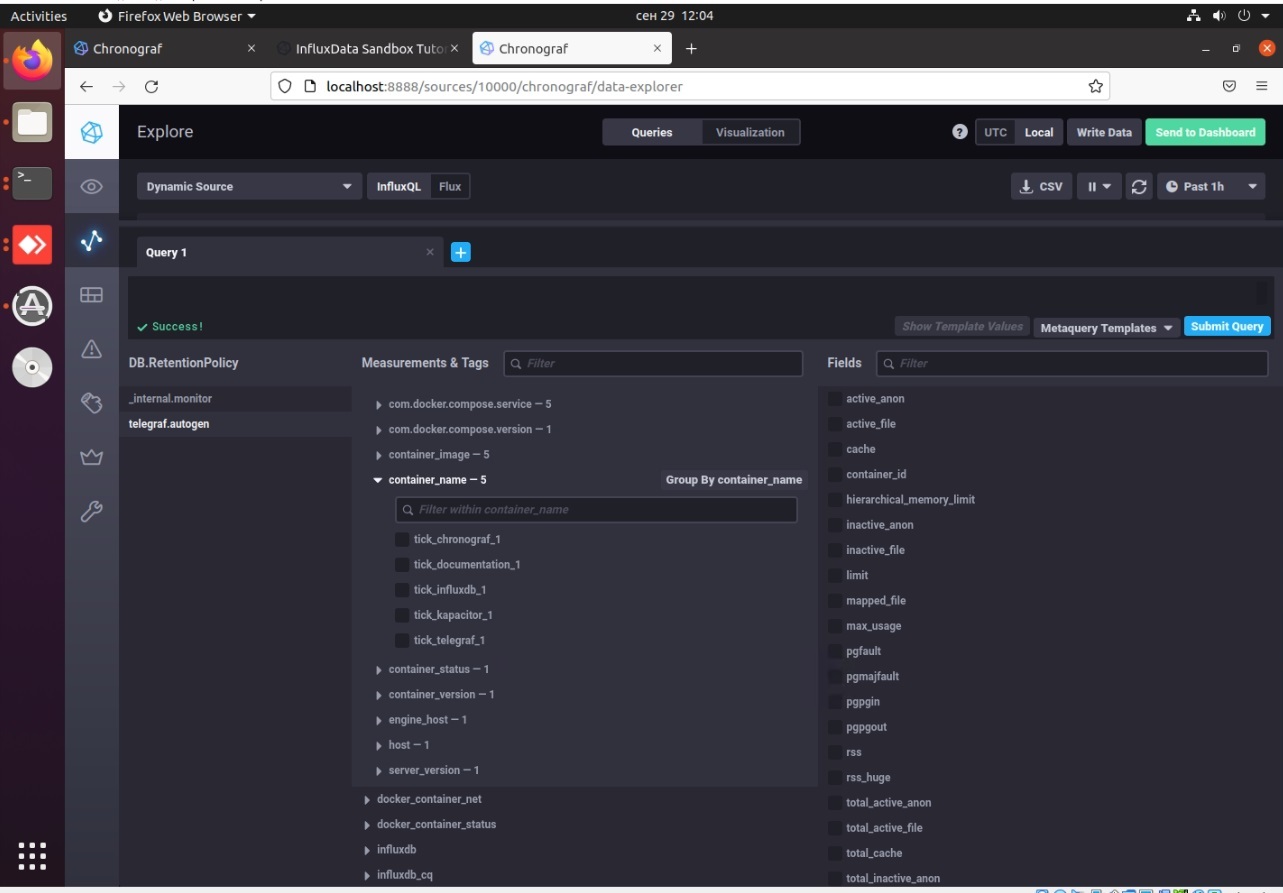 Activities
Firefox Web Browser
сен 29 12:04
Chronograf
InfluxData Sandbox Tutor
Chronograf
localhost:8888/sources/10000/chronograf/data-explorer
Explore
Queries
Visualization
UTC
Local
Write Data
Send to Dashboard
Dynamic Source
InfluxQL
Flux
CSV
Past 1h
Query 1
Success!
Show Template Values
Metaquery Templates
Submit Query
DB.RetentionPolicy
Measurements & Tags
Filter
Fields
Filter
_internal.monitor
telegraf.autogen
com.docker.compose.service — 5
com.docker.compose.version — 1
container_image — 5
container_name — 5
Group By container_name
Filter within container_name
tick_chronograf_1
tick_documentation_1
tick_influxdb_1
tick_kapacitor_1
tick_telegraf_1
container_status — 1
container_version — 1
engine_host — 1
host — 1
server_version — 1
docker_container_net
docker_container_status
influxdb
influxdb_cq
active_anon
active_file
cache
container_id
hierarchical_memory_limit
inactive_anon
inactive_file
limit
mapped_file
max_usage
pgfault
pgmajfault
pgpgin
pgpgout
rss
rss_huge
total_active_anon
total_active_file
total_cache
total_inactive_anon